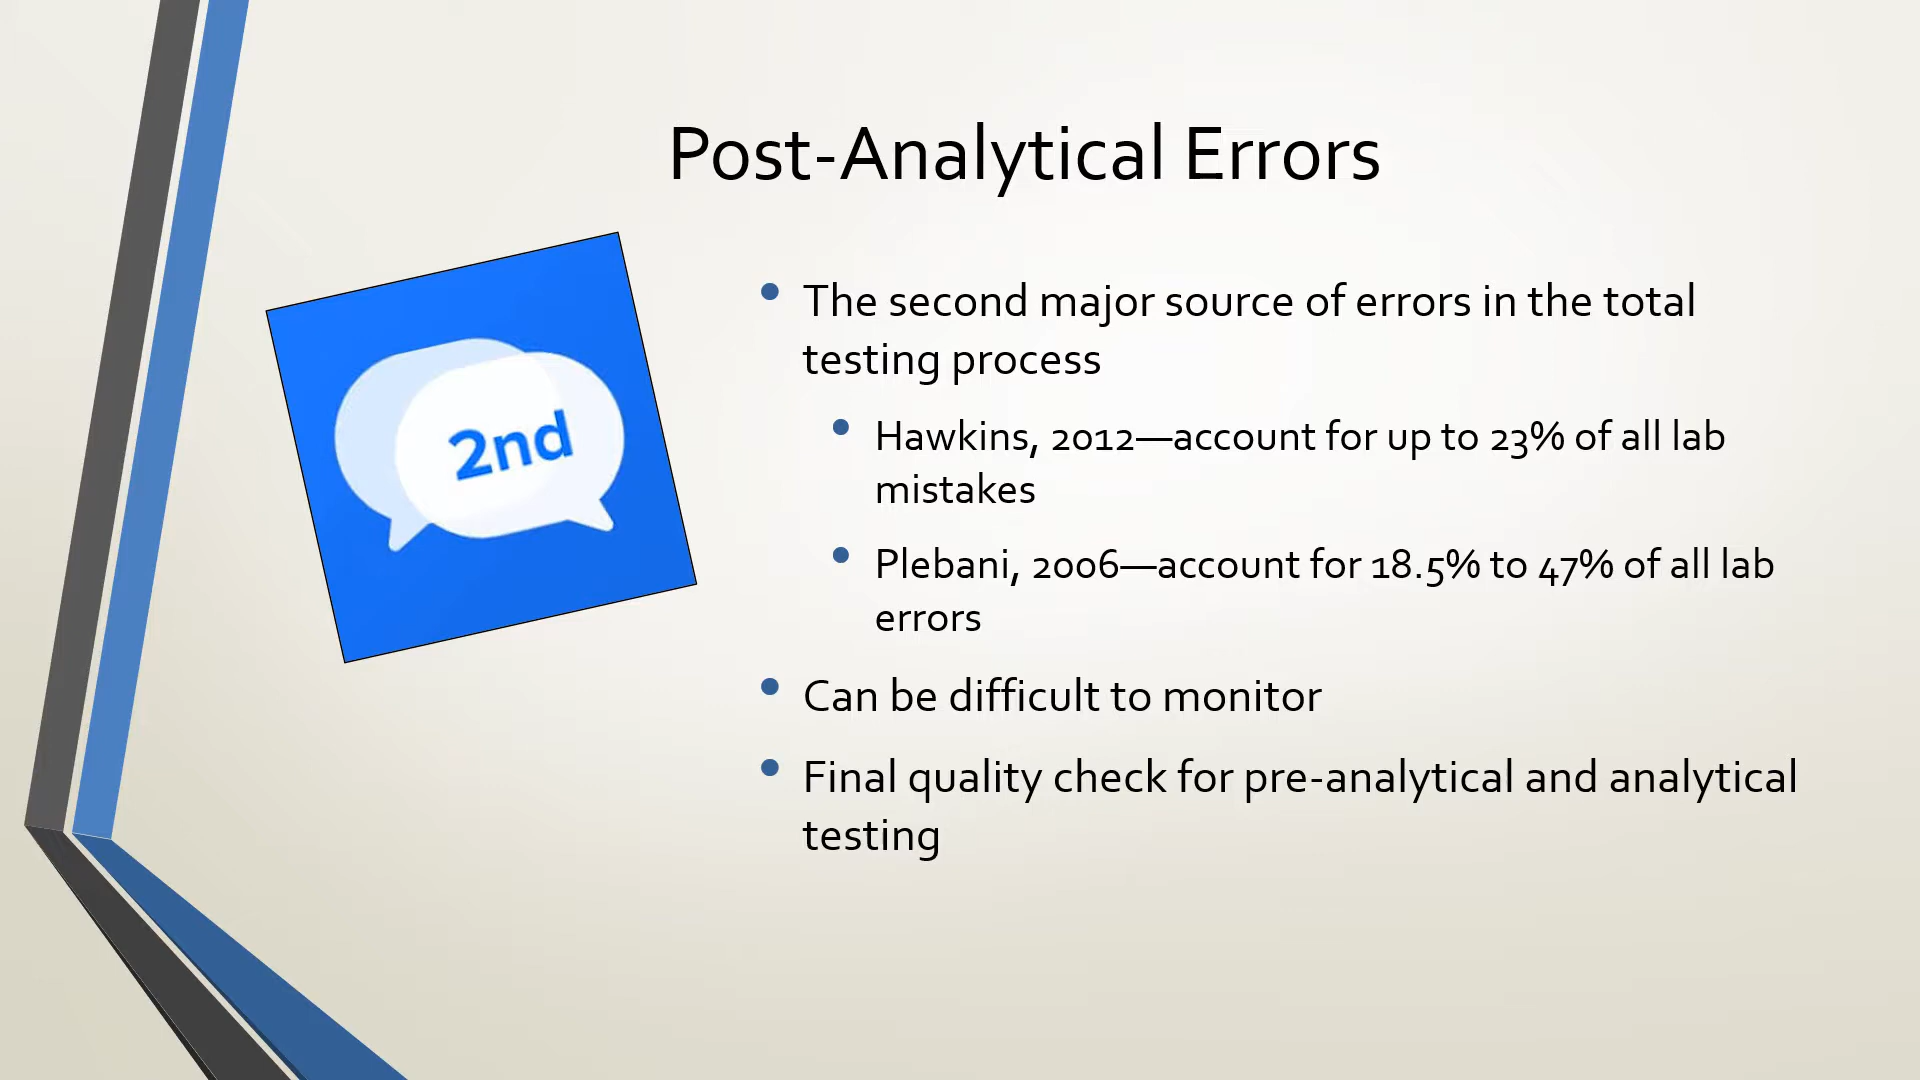 Post-Analytical Errors
2nd
The second major source of errors in the total
testing process
Hawkins, 2012—account for up to 23% of all lab
mistakes
Plebani, 2006—account for 18.5% to 47% of all lab
errors
Can be difficult to monitor
Final quality check for pre-analytical and analytical
testing